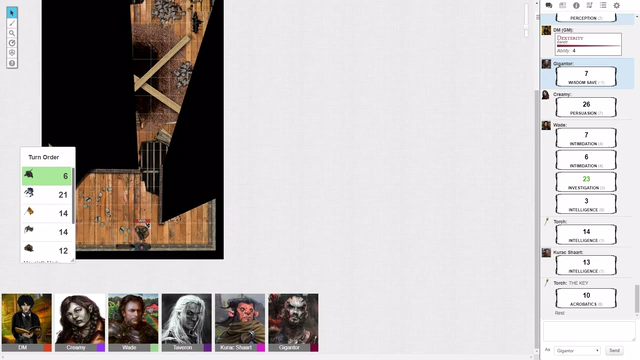 Turn Order
6
21
14
14
12
DM
Creamy
Wade
Taveron
Kurac Shaart
Gigantor
PERCEPTION
DM (GM):
DEXTERITY
Ability 4
Gigantor:
7
WISDOM SAVE
Creamy:
26
PERSUASION
Wade:
7
INTIMIDATION
6
INTIMIDATION
23
INVESTIGATION
3
INTELLIGENCE
Torch:
14
INTELLIGENCE
Kurac Shaart:
13
INTELLIGENCE
Torch: THE KEY
10
ACROBATICS
Rest
As
Gigantor
Send